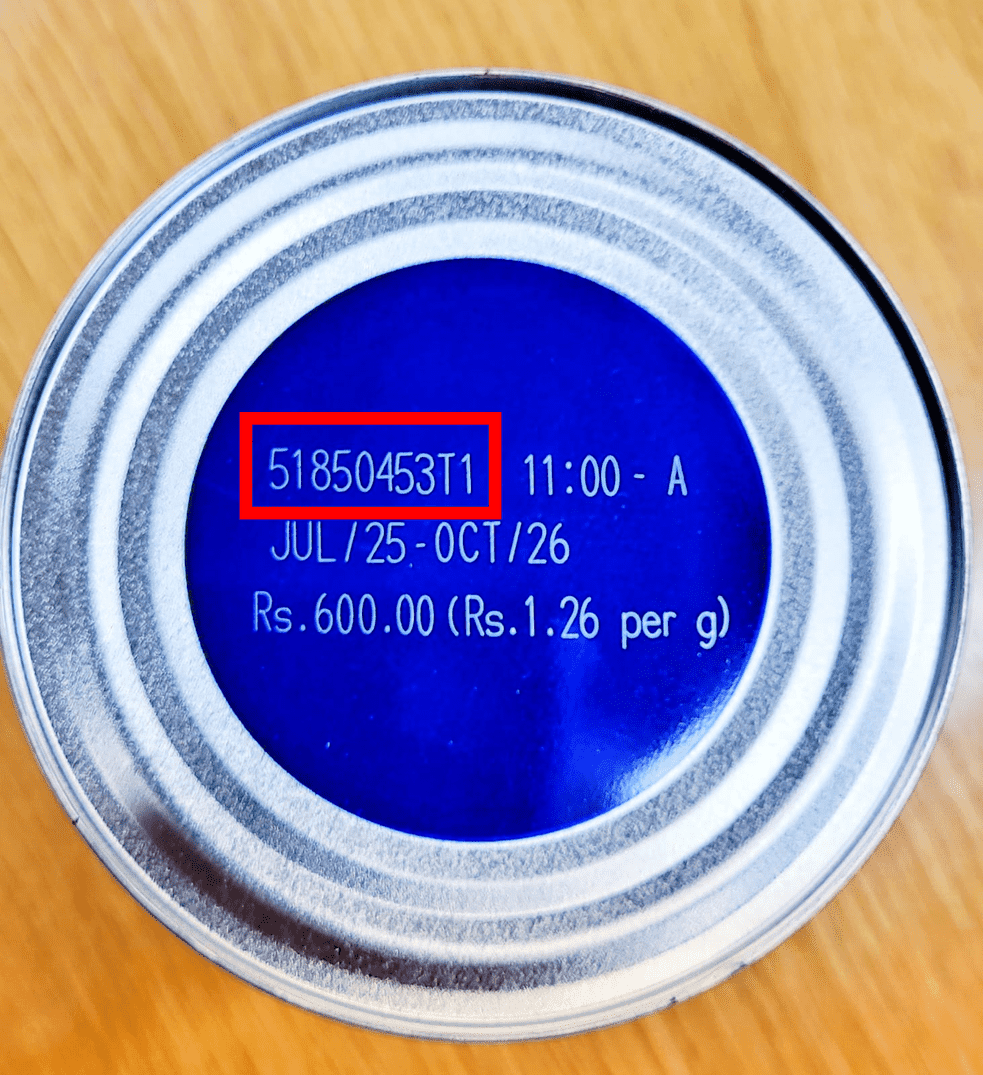 51850453T1 11:00 - A
JUL/25-OCT/26
Rs.600.00(Rs.1.26 per g)